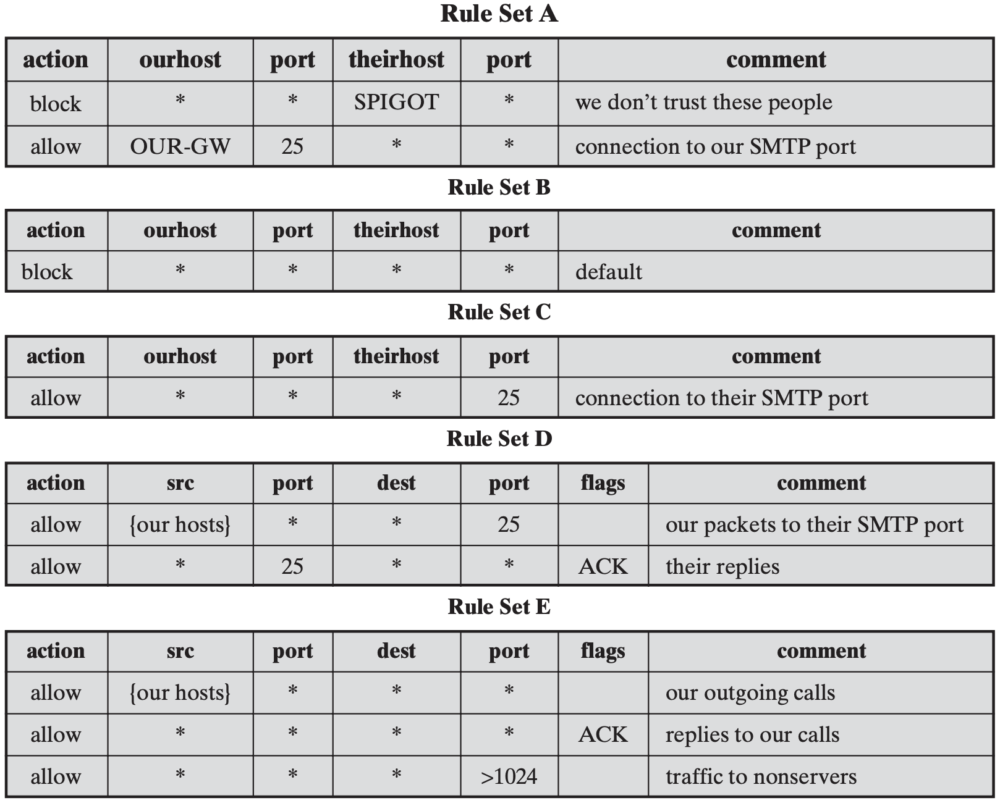 Rule Set A
action ourhost port theirhost port comment
block * * SPIGOT * we don’t trust these people
allow OUR-GW 25 * * connection to our SMTP port
Rule Set B
action ourhost port theirhost port comment
block * * * * default
Rule Set C
action ourhost port theirhost port comment
allow * * * 25 connection to their SMTP port
Rule Set D
action src port dest port flags comment
allow {our hosts} * * 25 our packets to their SMTP port
allow * 25 * * ACK their replies
Rule Set E
action src port dest port flags comment
allow {our hosts} * * * our outgoing calls
allow * * * * ACK replies to our calls
allow * * * >1024 traffic to nonservers